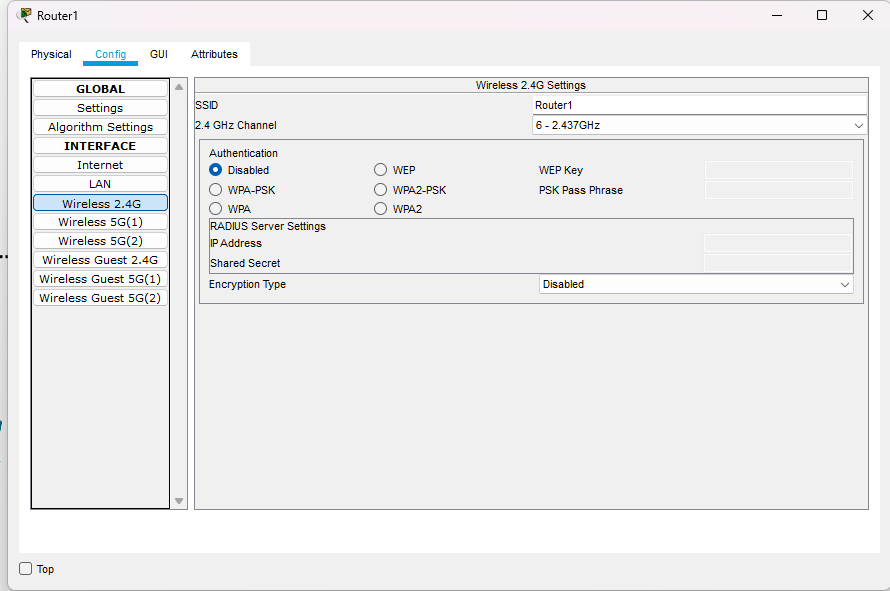 Router1
Physical Config GUI Attributes
GLOBAL
Settings
Algorithm Settings
INTERFACE
Internet
LAN
Wireless 2.4G
Wireless 5G(1)
Wireless 5G(2)
Wireless Guest 2.4G
Wireless Guest 5G(1)
Wireless Guest 5G(2)
Wireless 2.4G Settings
SSID Router1
2.4 GHz Channel 6 - 2.437GHz
Authentication
Disabled WEP WEP Key
WPA-PSK WPA2-PSK PSK Pass Phrase
WPA WPA2
RADIUS Server Settings
IP Address
Shared Secret
Encryption Type Disabled
Top